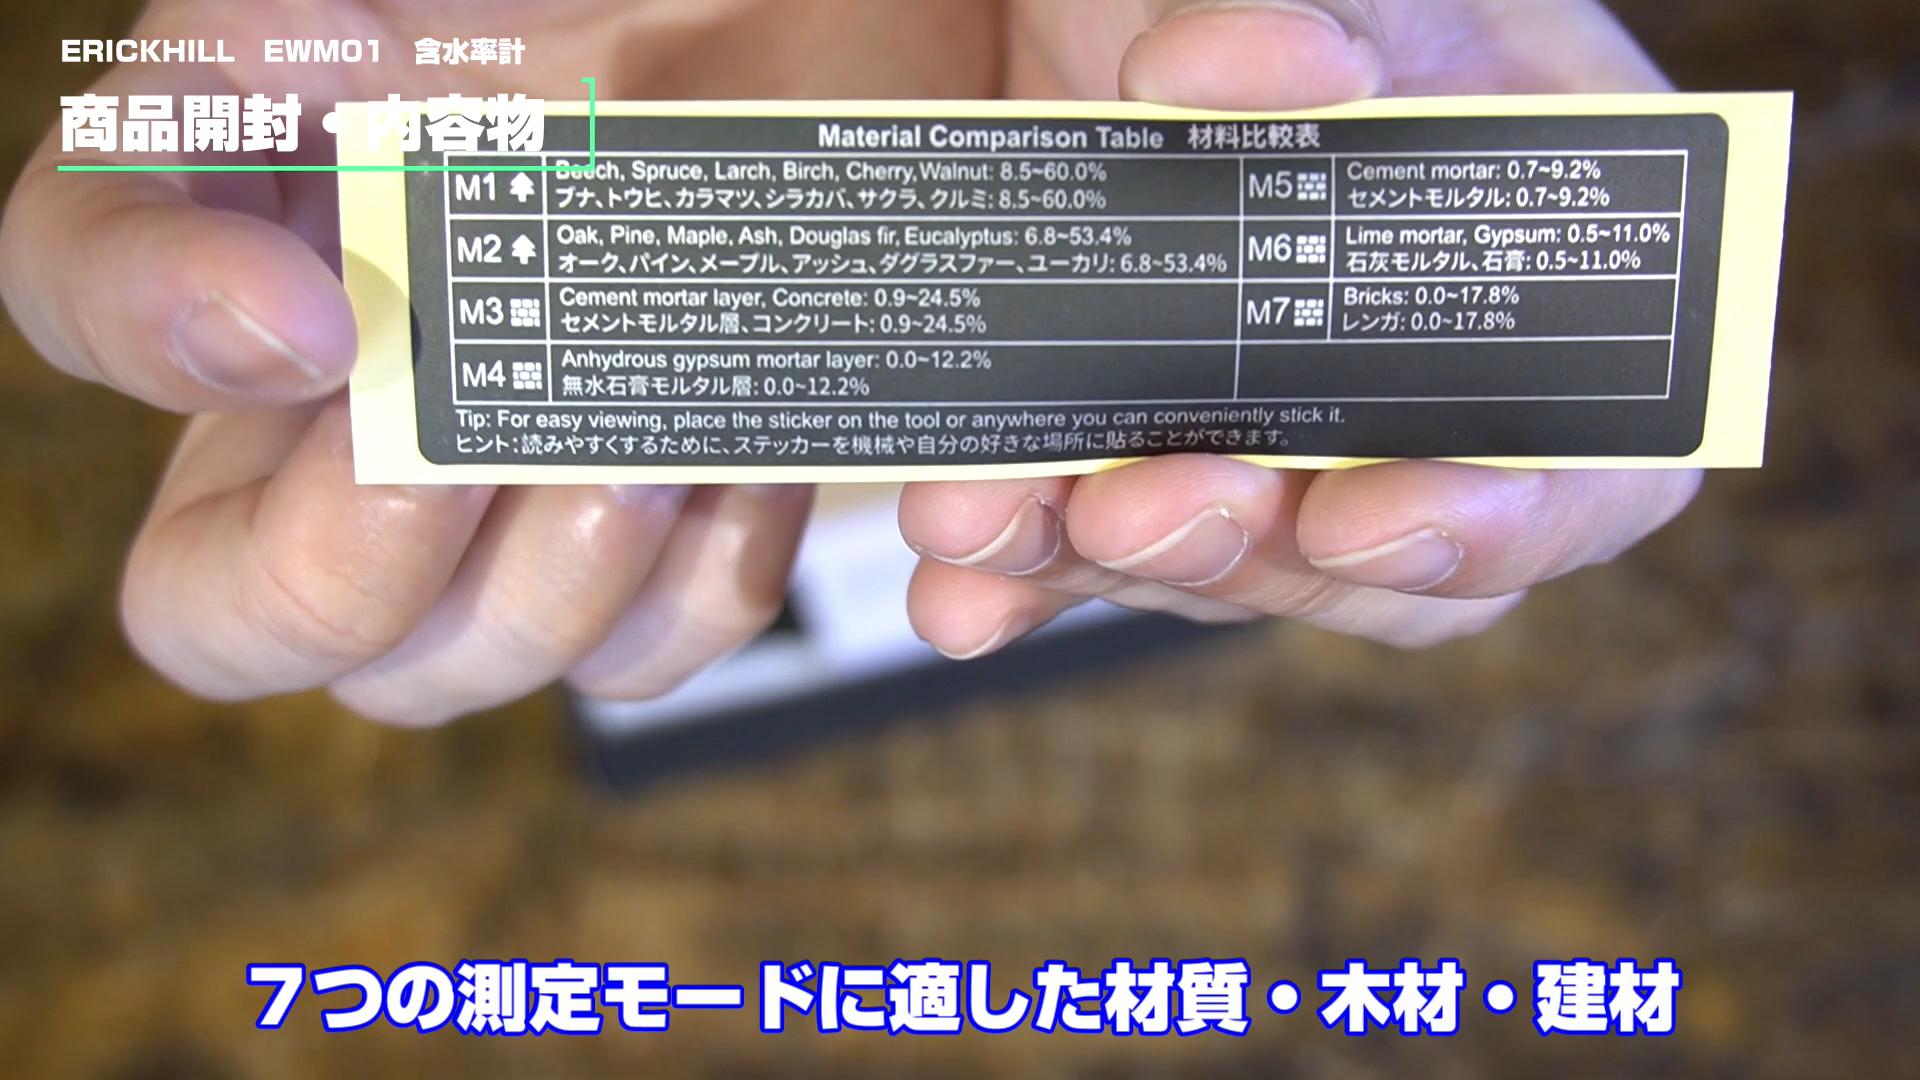 ERICKHILL EWM01 含水率計
商品開封・内容物
Material Comparison Table 材料比較表
M1
Beech, Spruce, Larch, Birch, Cherry,Walnut: 8.5~60.0%
ブナ、トウヒ、カラマツ、シラカバ、サクラ、クルミ: 8.5~60.0%
M2
Oak, Pine, Maple, Ash, Douglas fir, Eucalyptus: 6.8~53.4%
オーク、パイン、メープル、アッシュ、ダグラスファー、ユーカリ: 6.8~53.4%
M3
Cement mortar layer, Concrete: 0.9~24.5%
セメントモルタル層、コンクリート: 0.9~24.5%
M4
Anhydrous gypsum mortar layer: 0.0~12.2%
無水石膏モルタル層: 0.0~12.2%
M5
Cement mortar: 0.7~9.2%
セメントモルタル: 0.7~9.2%
M6
Lime mortar, Gypsum: 0.5~11.0%
石灰モルタル、石膏: 0.5~11.0%
M7
Bricks: 0.0~17.8%
レンガ: 0.0~17.8%
Tip: For easy viewing, place the sticker on the tool or anywhere you can conveniently stick it.
ヒント：読みやすくするために、ステッカーを機械や自分の好きな場所に貼ることができます。
７つの測定モードに適した材質・木材・建材